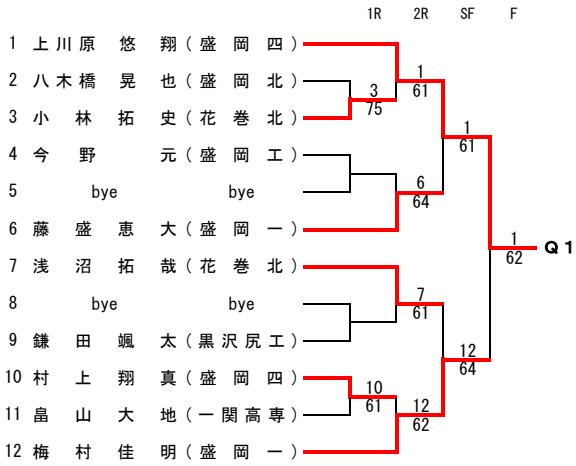 1R 2R SF F
1 上川原 悠 翔(盛岡四)
2 八木橋 晃 也(盛岡北)
3 小林拓史(花巻北)
4 今野 元(盛岡工)
5 bye bye
6 藤盛恵大(盛岡一)
7 浅沼拓哉(花巻北)
8 bye bye
9 鎌田颯太(黒沢尻工)
10 村上翔真(盛岡四)
11 畠山大地(一関高専)
12 梅村佳明(盛岡一)
3
75
10
61
1
61
6
64
7
61
12
62
1
61
12
64
1
62
Q1